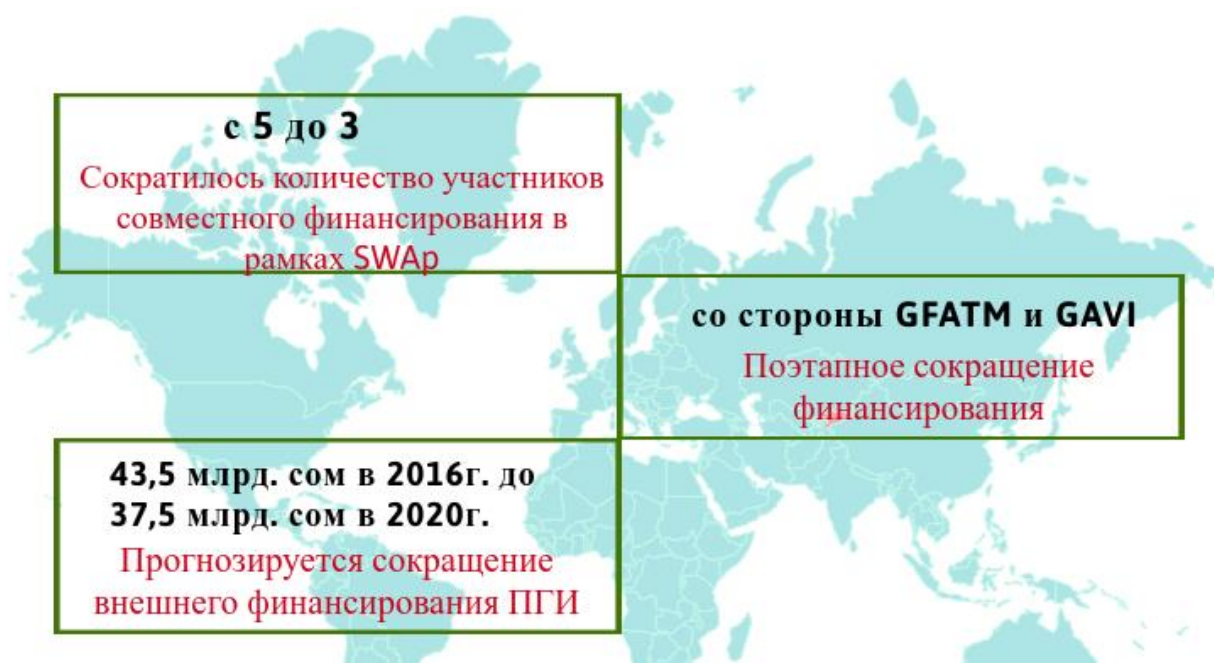 с 5 до 3
Сократилось количество участников
совместного финансирования в
рамках SWAp
со стороны GFATM и GAVI
Поэтапное сокращение
финансирования
43,5 млрд. сом в 2016г. до
37,5 млрд. сом в 2020г.
Прогнозируется сокращение
внешнего финансирования ПГИ